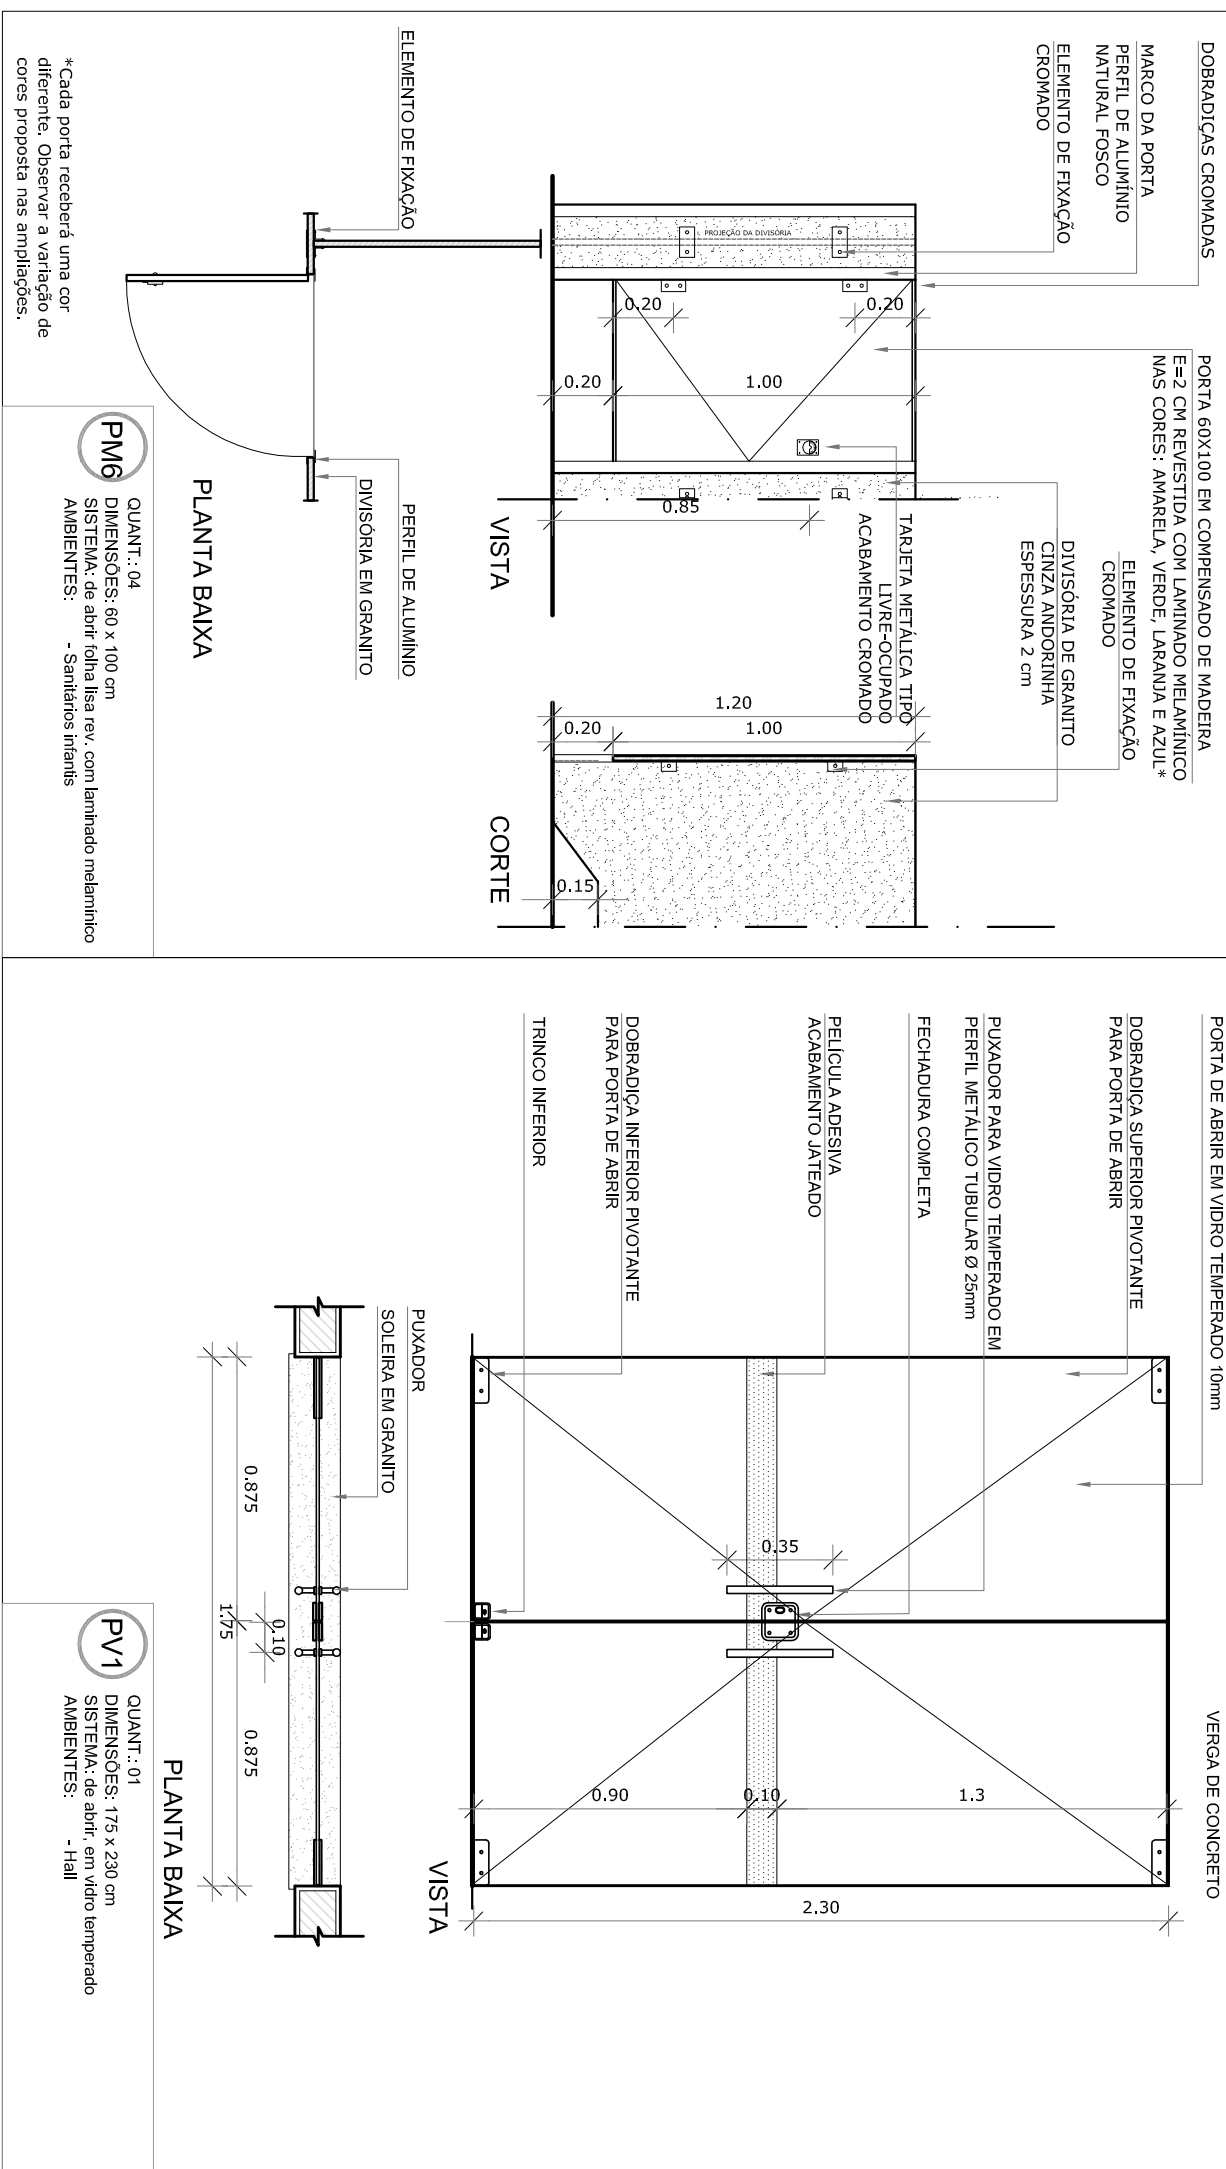 DOBRADIÇAS CROMADAS
MARCO DA PORTA
PERFIL DE ALUMÍNIO
NATURAL FOSCO
ELEMENTO DE FIXAÇÃO
CROMADO
PORTA 60X100 EM COMPENSADO DE MADEIRA
E=2 CM REVESTIDA COM LAMINADO MELAMÍNICO
NAS CORES: AMARELA, VERDE, LARANJA E AZUL*
ELEMENTO DE FIXAÇÃO
CROMADO
DIVISÓRIA DE GRANITO
CINZA ANDORINHA
ESPESSURA 2 cm
TARJETA METÁLICA TIPO
LIVRE-OCUPADO
ACABAMENTO CROMADO
PROJEÇÃO DA DIVISÓRIA
0.20
0.20
0.20
1.00
0.85
VISTA
1.20
0.20
1.00
0.15
CORTE
ELEMENTO DE FIXAÇÃO
PERFIL DE ALUMÍNIO
DIVISÓRIA EM GRANITO
PLANTA BAIXA
*Cada porta receberá uma cor
diferente. Observar a variação de
cores proposta nas ampliações.
PM6
QUANT.: 04
DIMENSÕES: 60 x 100 cm
SISTEMA: de abrir folha lisa rev. com laminado melamínico
AMBIENTES: - Sanitários infantis
PORTA DE ABRIR EM VIDRO TEMPERADO 10mm
VERGA DE CONCRETO
DOBRADIÇA SUPERIOR PIVOTANTE
PARA PORTA DE ABRIR
PUXADOR PARA VIDRO TEMPERADO EM
PERFIL METÁLICO TUBULAR Ø 25mm
FECHADURA COMPLETA
PELÍCULA ADESIVA
ACABAMENTO JATEADO
DOBRADIÇA INFERIOR PIVOTANTE
PARA PORTA DE ABRIR
TRINCO INFERIOR
0.35
0.90
0.10
1.3
2.30
VISTA
PUXADOR
SOLEIRA EM GRANITO
0.875
0.10
0.875
1.75
PLANTA BAIXA
PV1
QUANT.: 01
DIMENSÕES: 175 x 230 cm
SISTEMA: de abrir, em vidro temperado
AMBIENTES: - Hall